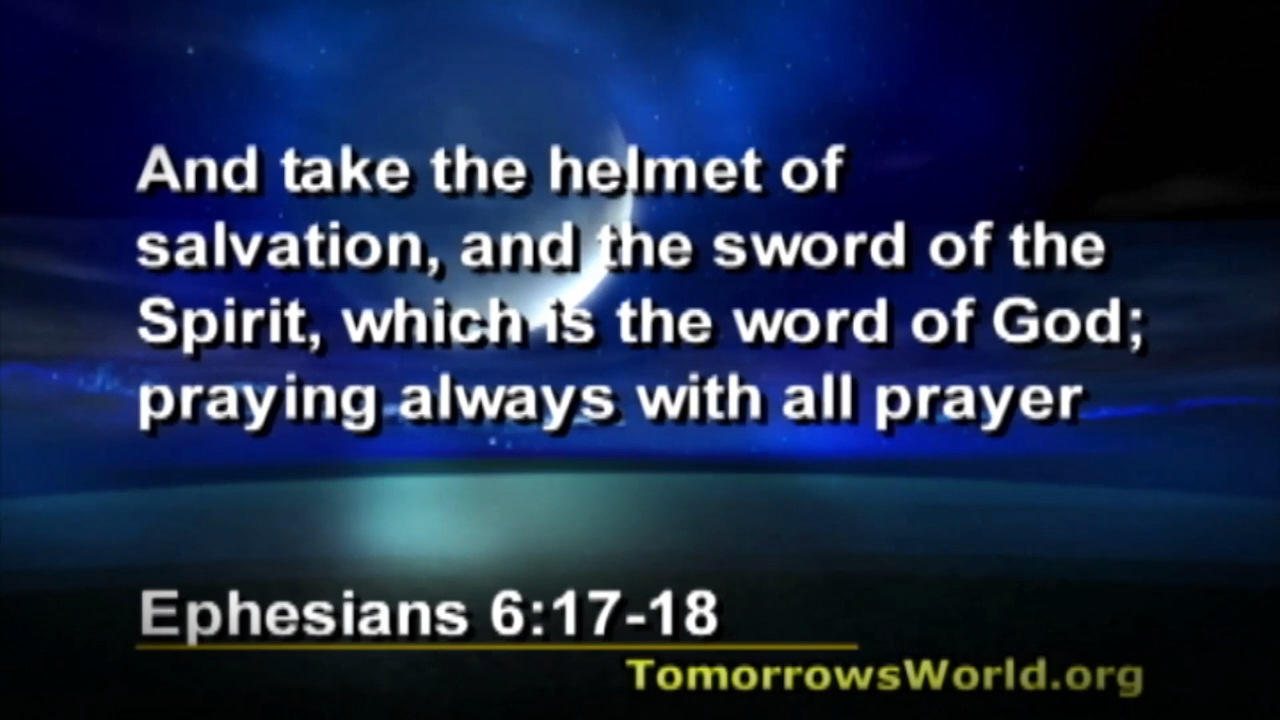 And take the helmet of
salvation, and the sword of the
Spirit, which is the word of God;
praying always with all prayer
Ephesians 6:17-18
TomorrowsWorld.org